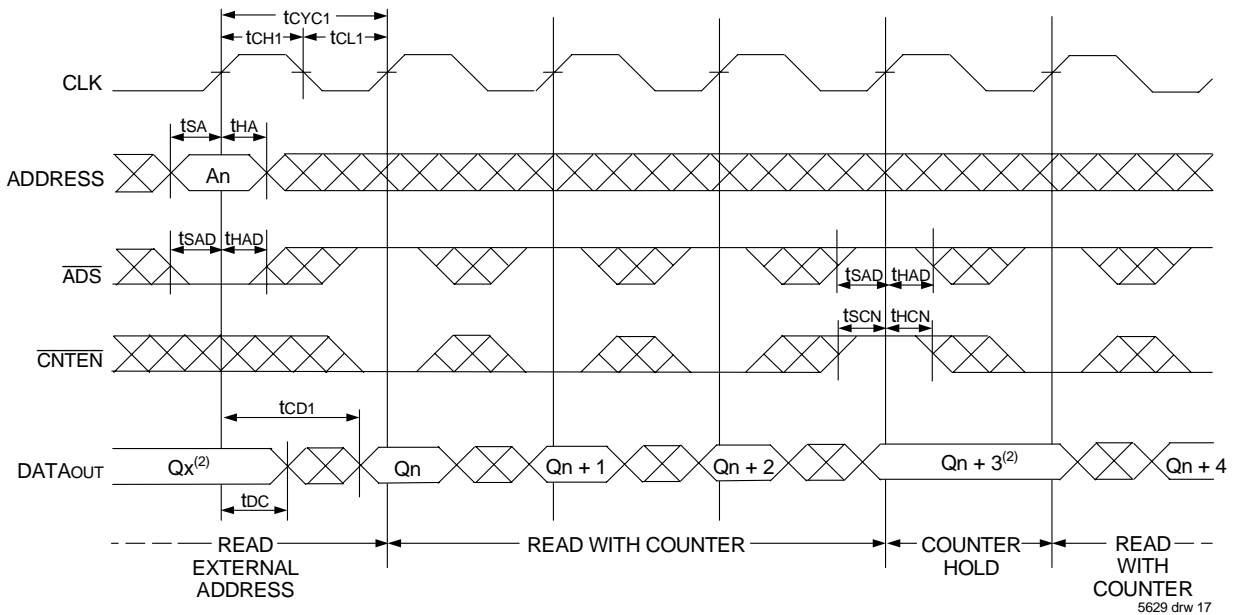 tCYC1
tCH1 tCL1
CLK
tSA tHA
ADDRESS An
tSAD tHAD
ADS
tSAD tHAD
tSCN tHCN
CNTEN
tCD1
DATAOUT Qx(2) Qn Qn + 1 Qn + 2 Qn + 3(2) Qn + 4
tDC
READ EXTERNAL ADDRESS
READ WITH COUNTER
COUNTER HOLD
READ WITH COUNTER
5629 drw 17